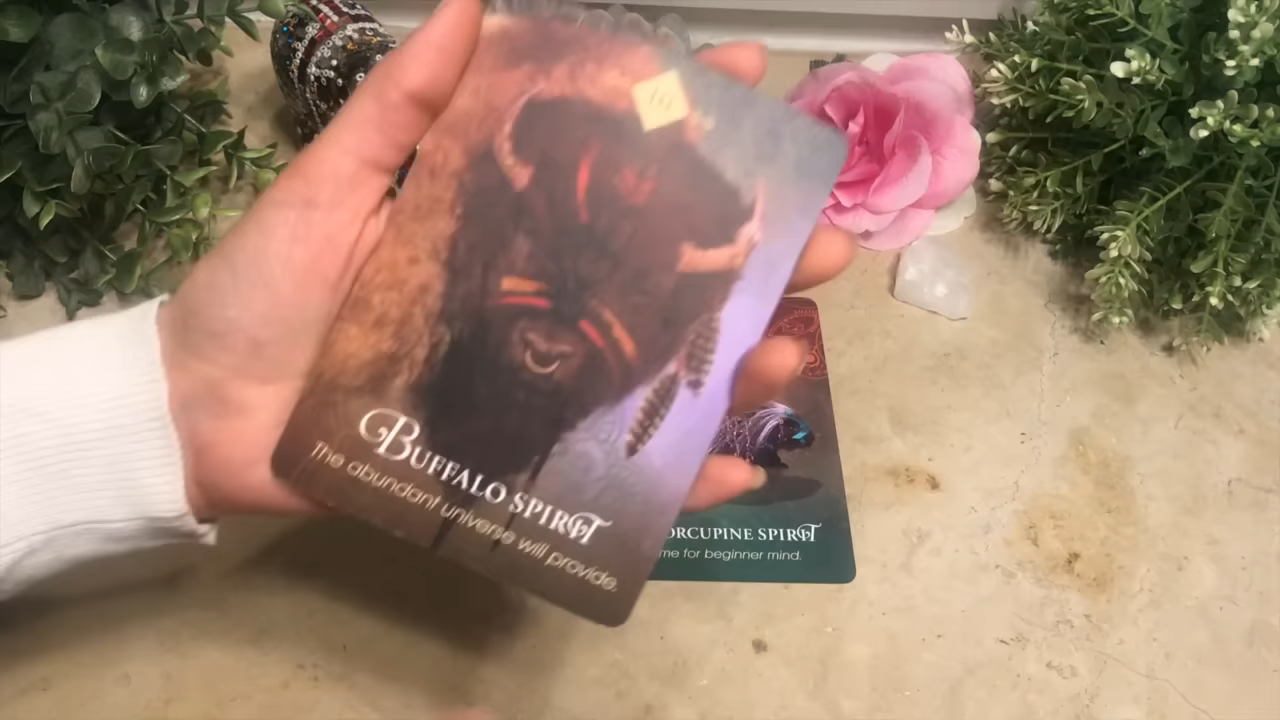 BUFFALO SPIRIT
The abundant universe will provide.
ORCUPINE SPIRIT
me for beginner mind.